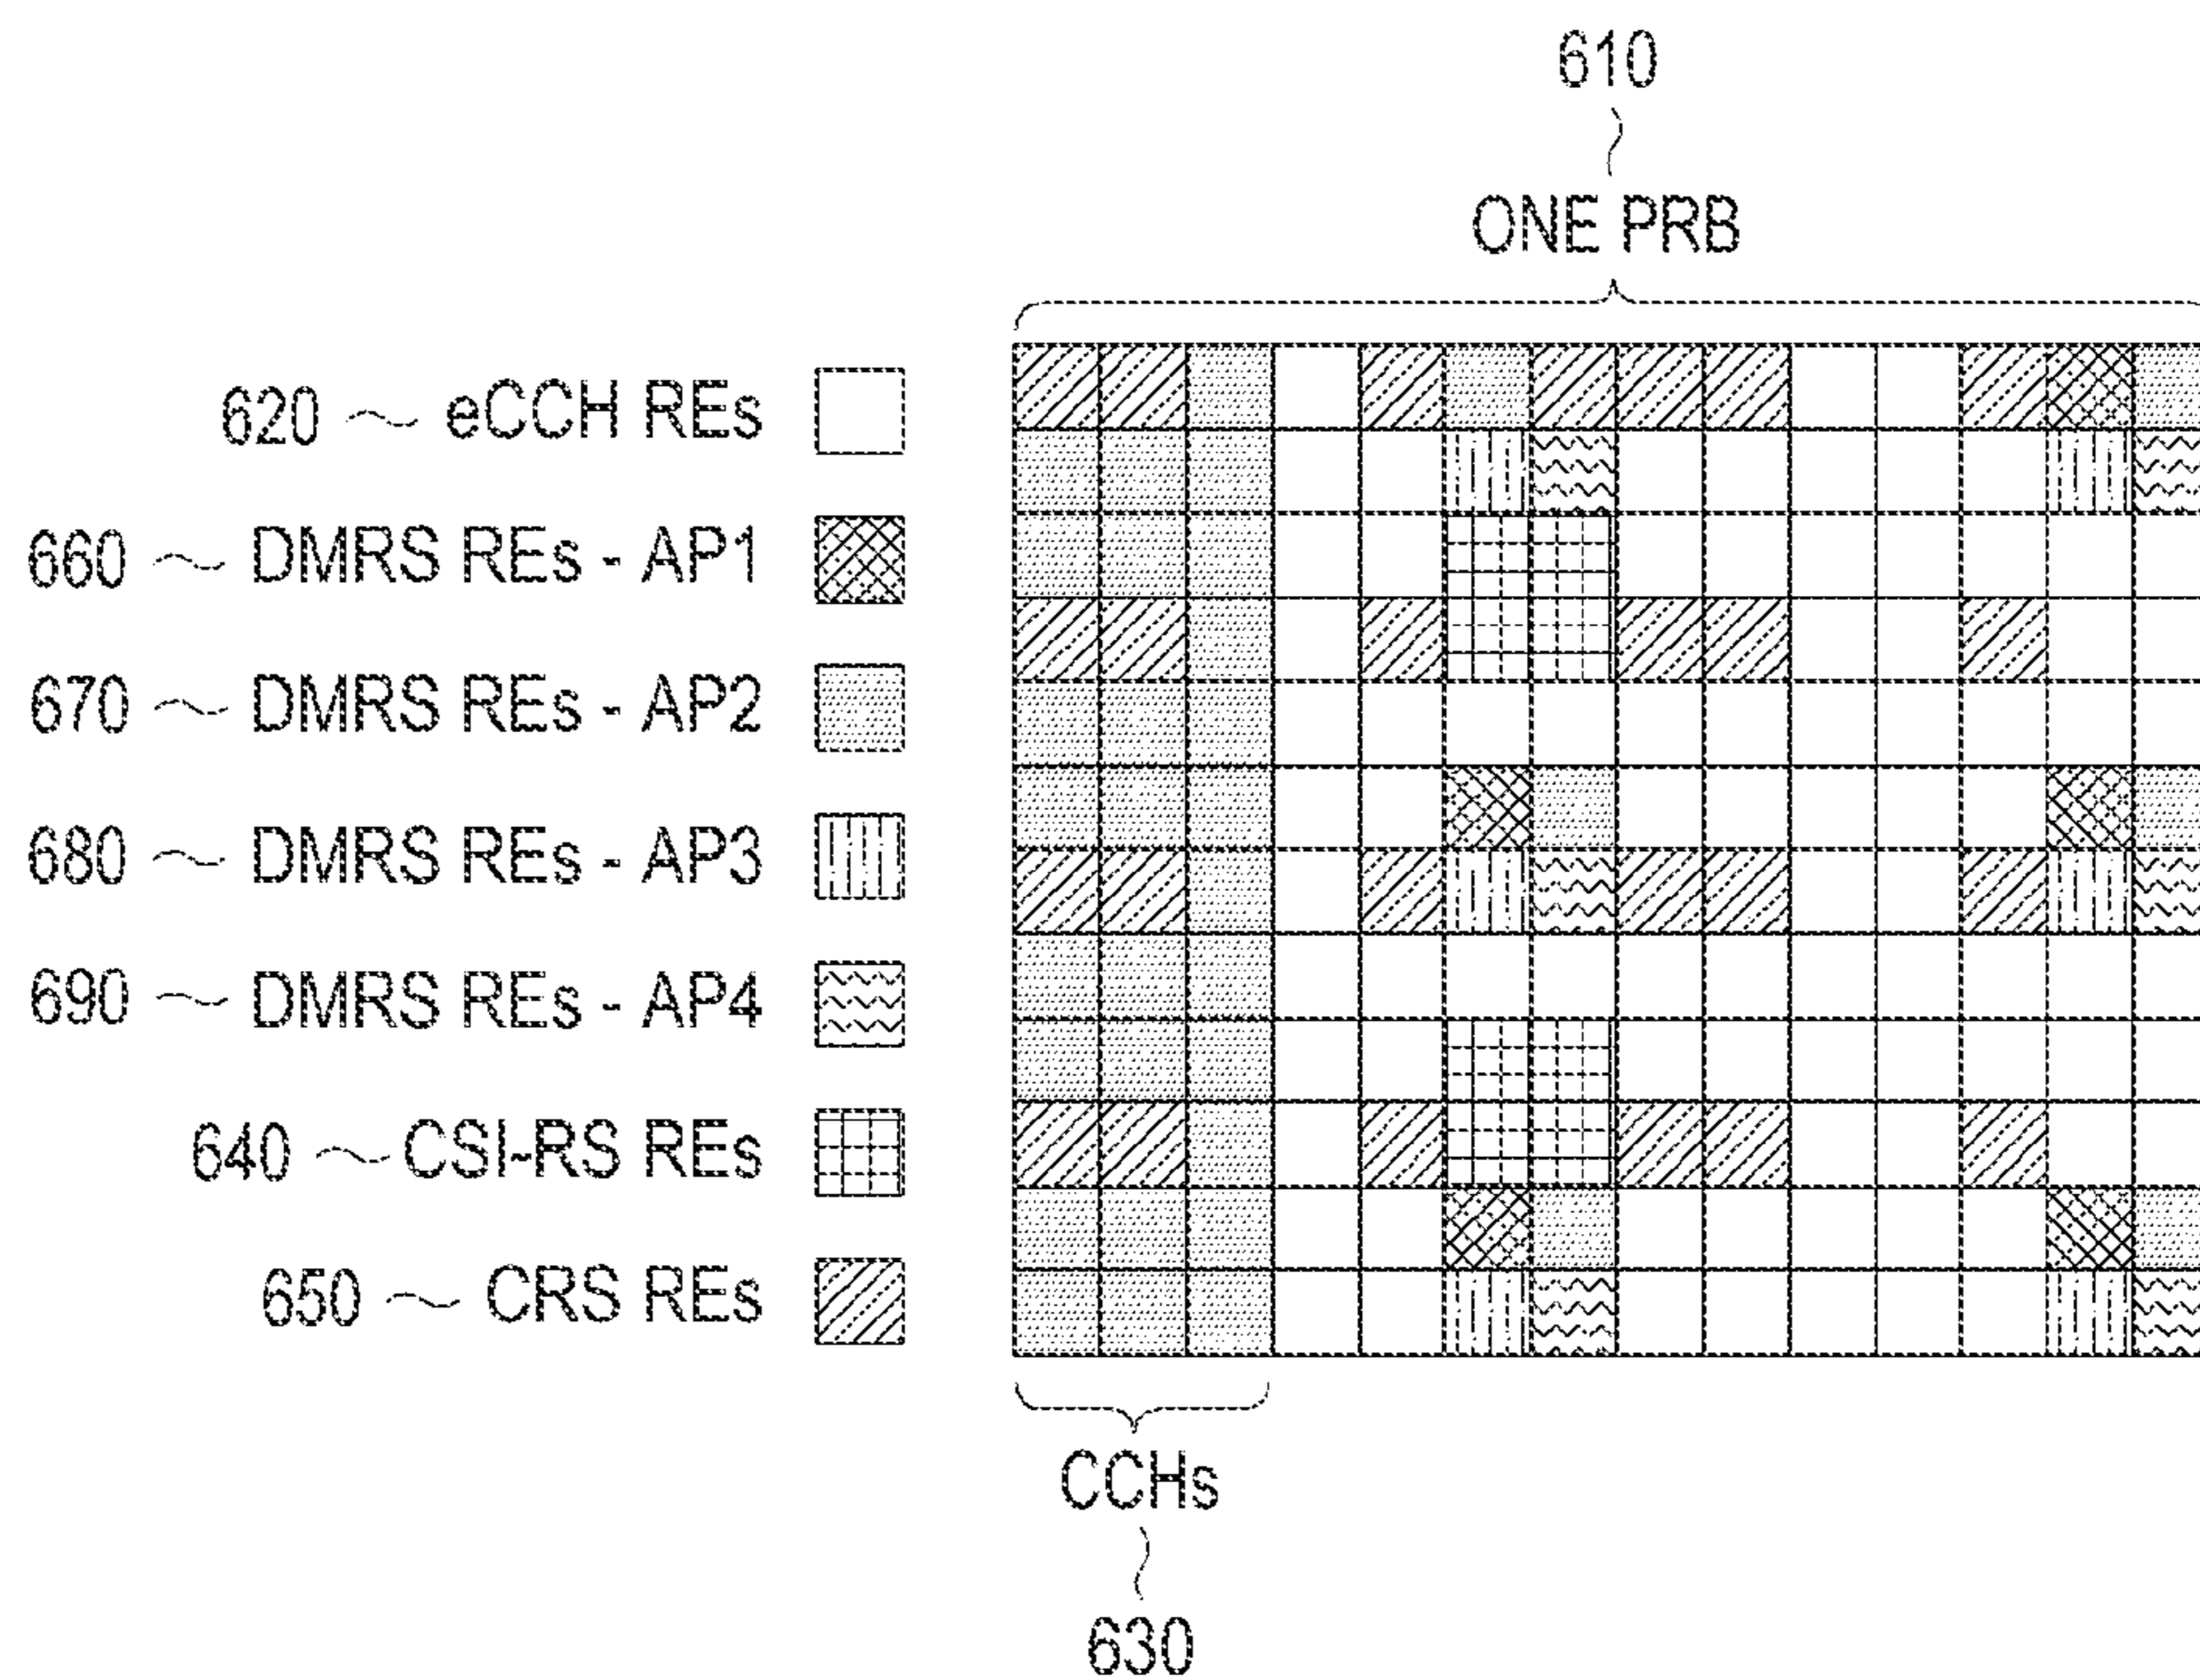 610
ONE PRB
620 ~ eCCH REs
660 ~ DMRS REs - AP1
670 ~ DMRS REs - AP2
680 ~ DMRS REs - AP3
690 ~ DMRS REs - AP4
640 ~ CSI-RS REs
650 ~ CRS REs
CCHs
630